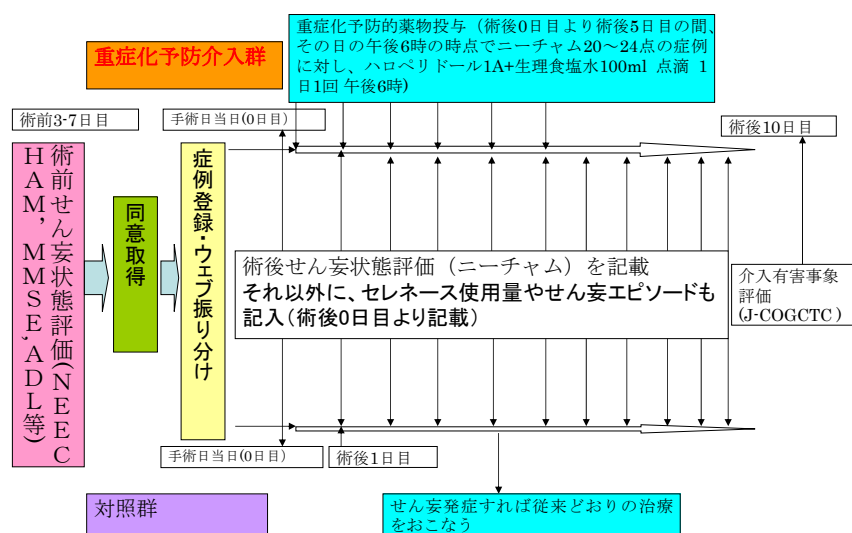 重症化予防介入群
重症化予防的薬物投与（術後0日目より術後5日目の間、
その日の午後6時の時点でニーチャム20～24点の症例
に対し、ハロペリドール1A+生理食塩水100ml 点滴 1
日1回 午後6時)
術前3-7日目
手術日当日(0日目)
術後10日目
術前せん妄状態評価(NEEC
HAM, MMSE,ADL等)
同意取得
症例登録・ウェブ振り分け
術後せん妄状態評価（ニーチャム）を記載
それ以外に、セレネース使用量やせん妄エピソードも
記入（術後0日目より記載）
介入有害事象
評価
(J-COGCTC )
手術日当日(0日目)
術後1日目
対照群
せん妄発症すれば従来どおりの治療
をおこなう